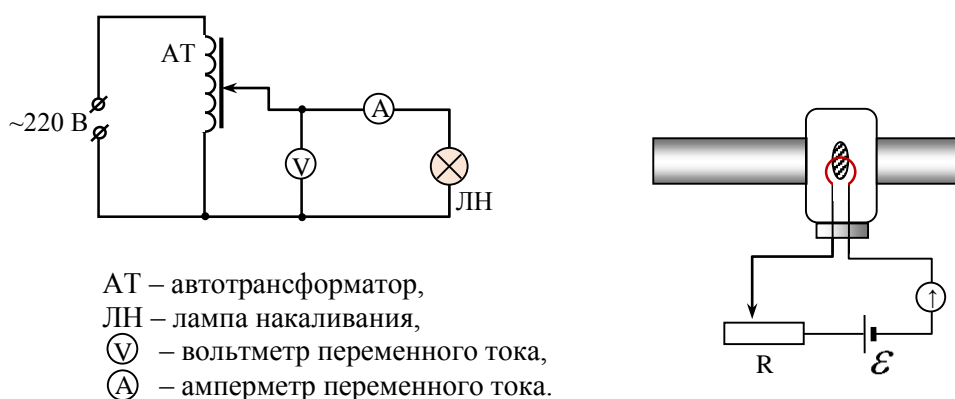 АТ
~220 В
A
V
ЛН
АТ – автотрансформатор,
ЛН – лампа накаливания,
V – вольтметр переменного тока,
A – амперметр переменного тока.
R
ℰ